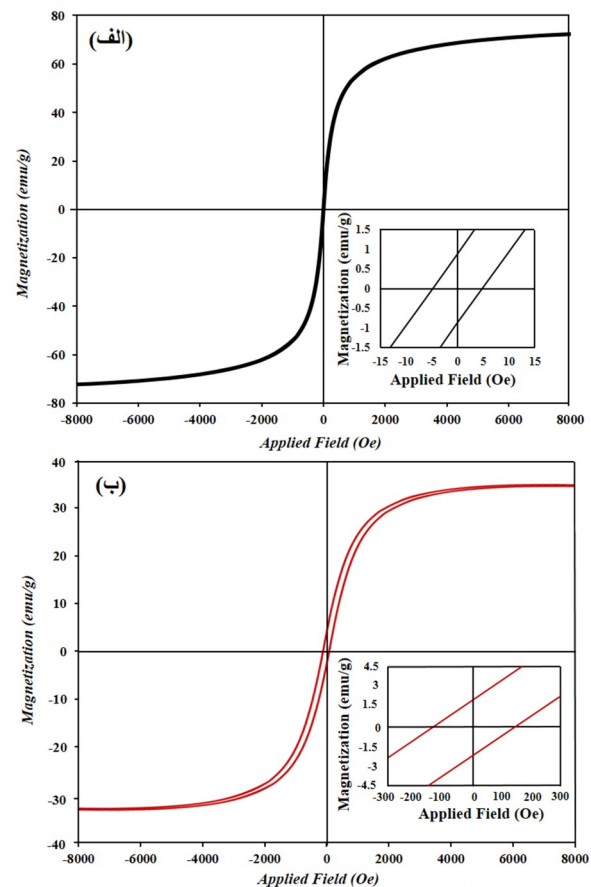 (الف)
80
60
40
20
0
-20
-40
-60
-80
Magnetization (emu/g)
-8000 -6000 -4000 -2000 0 2000 4000 6000 8000
Applied Field (Oe)
Magnetization (emu/g)
1.5
1
0.5
0
-0.5
-1
-1.5
-15 -10 -5 0 5 10 15
Applied Field (Oe)
(ب)
40
30
20
10
0
-10
-20
-30
-40
Magnetization (emu/g)
-8000 -6000 -4000 -2000 0 2000 4000 6000 8000
Applied Field (Oe)
Magnetization (emu/g)
4.5
3
1.5
0
-1.5
-3
-4.5
-300 -200 -100 0 100 200 300
Applied Field (Oe)